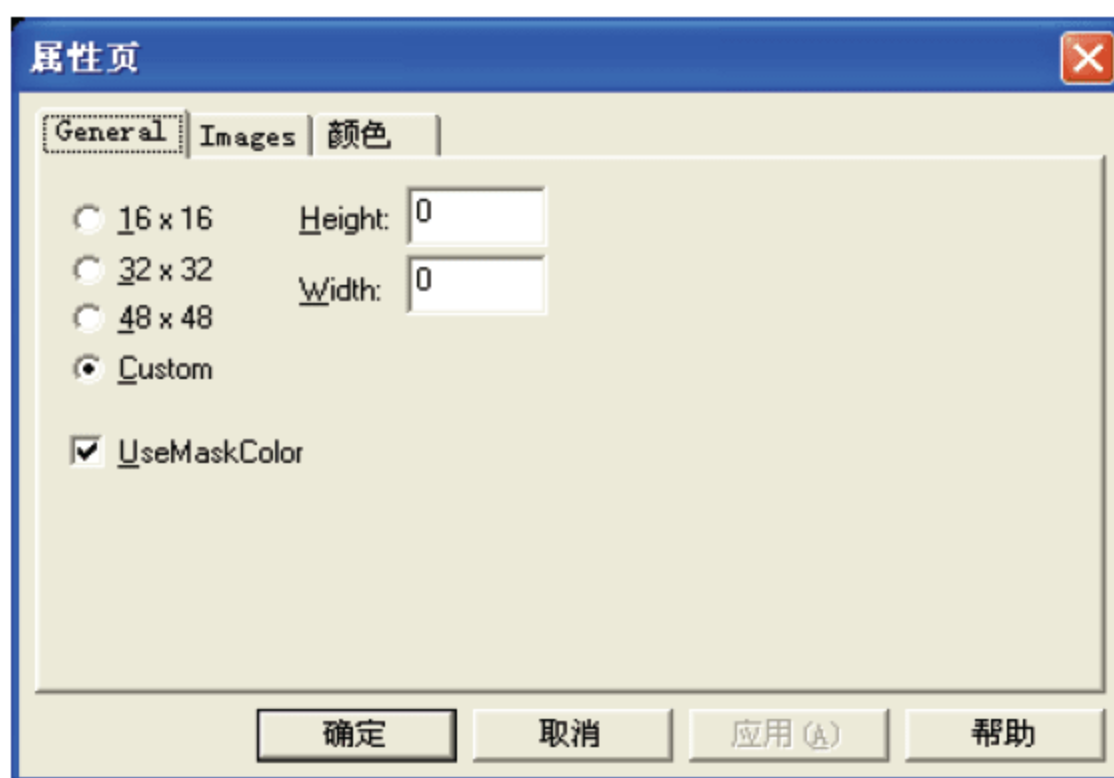 属性页
General Images 颜色
16 x 16 Height: 0
32 x 32
Width: 0
48 x 48
Custom
UseMaskColor
确定 取消 应用(A) 帮助